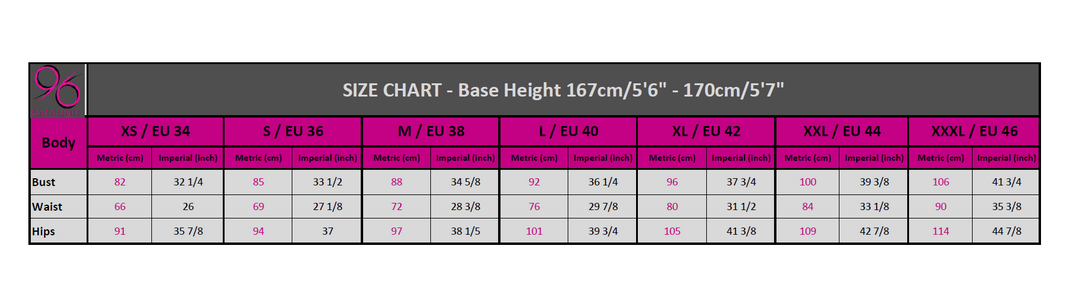 96
SIZE CHART - Base Height 167cm/5'6" - 170cm/5'7"
Body XS / EU 34 S / EU 36 M / EU 38 L / EU 40 XL / EU 42 XXL / EU 44 XXXL / EU 46
Metric (cm) Imperial (inch) Metric (cm) Imperial (inch) Metric (cm) Imperial (inch) Metric (cm) Imperial (inch) Metric (cm) Imperial (inch) Metric (cm) Imperial (inch) Metric (cm) Imperial (inch)
Bust 82 32 1/4 85 33 1/2 88 34 5/8 92 36 1/4 96 37 3/4 100 39 3/8 106 41 3/4
Waist 66 26 69 27 1/8 72 28 3/8 76 29 7/8 80 31 1/2 84 33 1/8 90 35 3/8
Hips 91 35 7/8 94 37 97 38 1/5 101 39 3/4 105 41 3/8 109 42 7/8 114 44 7/8